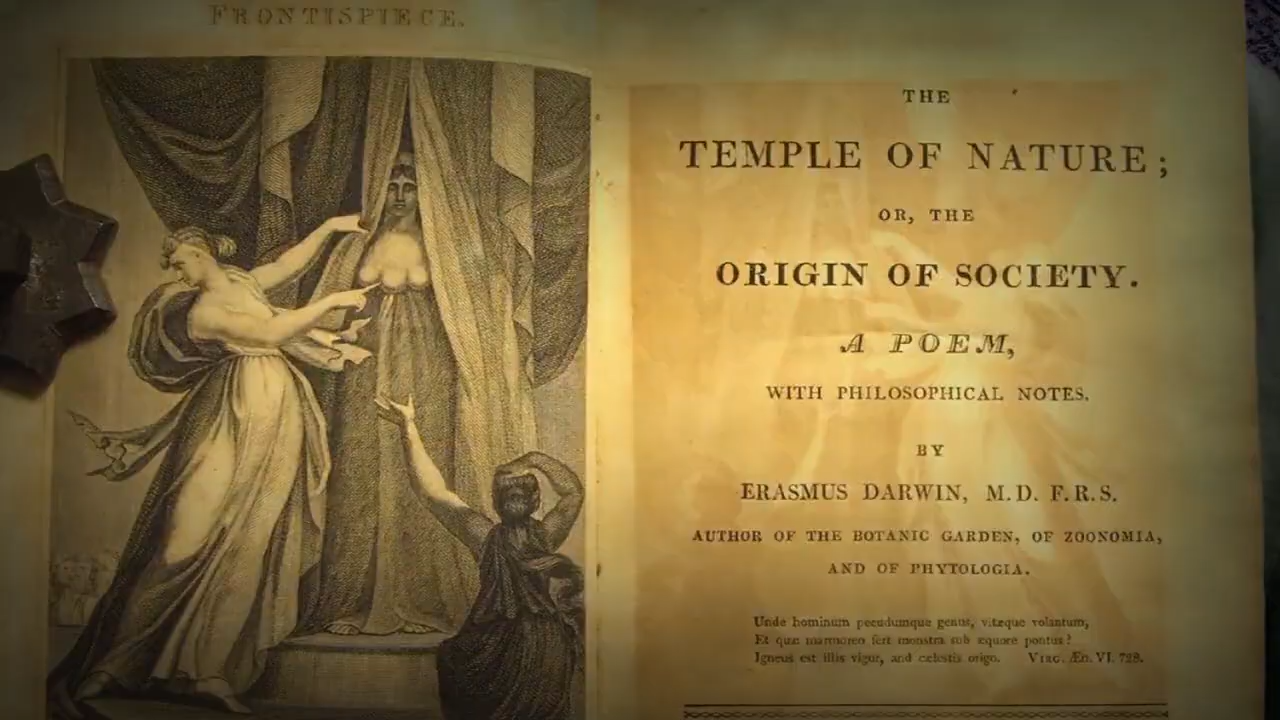 FRONTISPIECE.
THE
TEMPLE OF NATURE;
OR, THE
ORIGIN OF SOCIETY.
A POEM,
WITH PHILOSOPHICAL NOTES.
BY
ERASMUS DARWIN, M.D. F.R.S.
AUTHOR OF THE BOTANIC GARDEN, OF ZOONOMIA,
AND OF PHYTOLOGIA.
Unde hominum pecudumque genus, vitæque volantum,
Et quæ marmoreo fert monstra sub æquore pontus?
Igneus est illis vigor, and cælestis origo. VIRG. Æn. VI. 728.